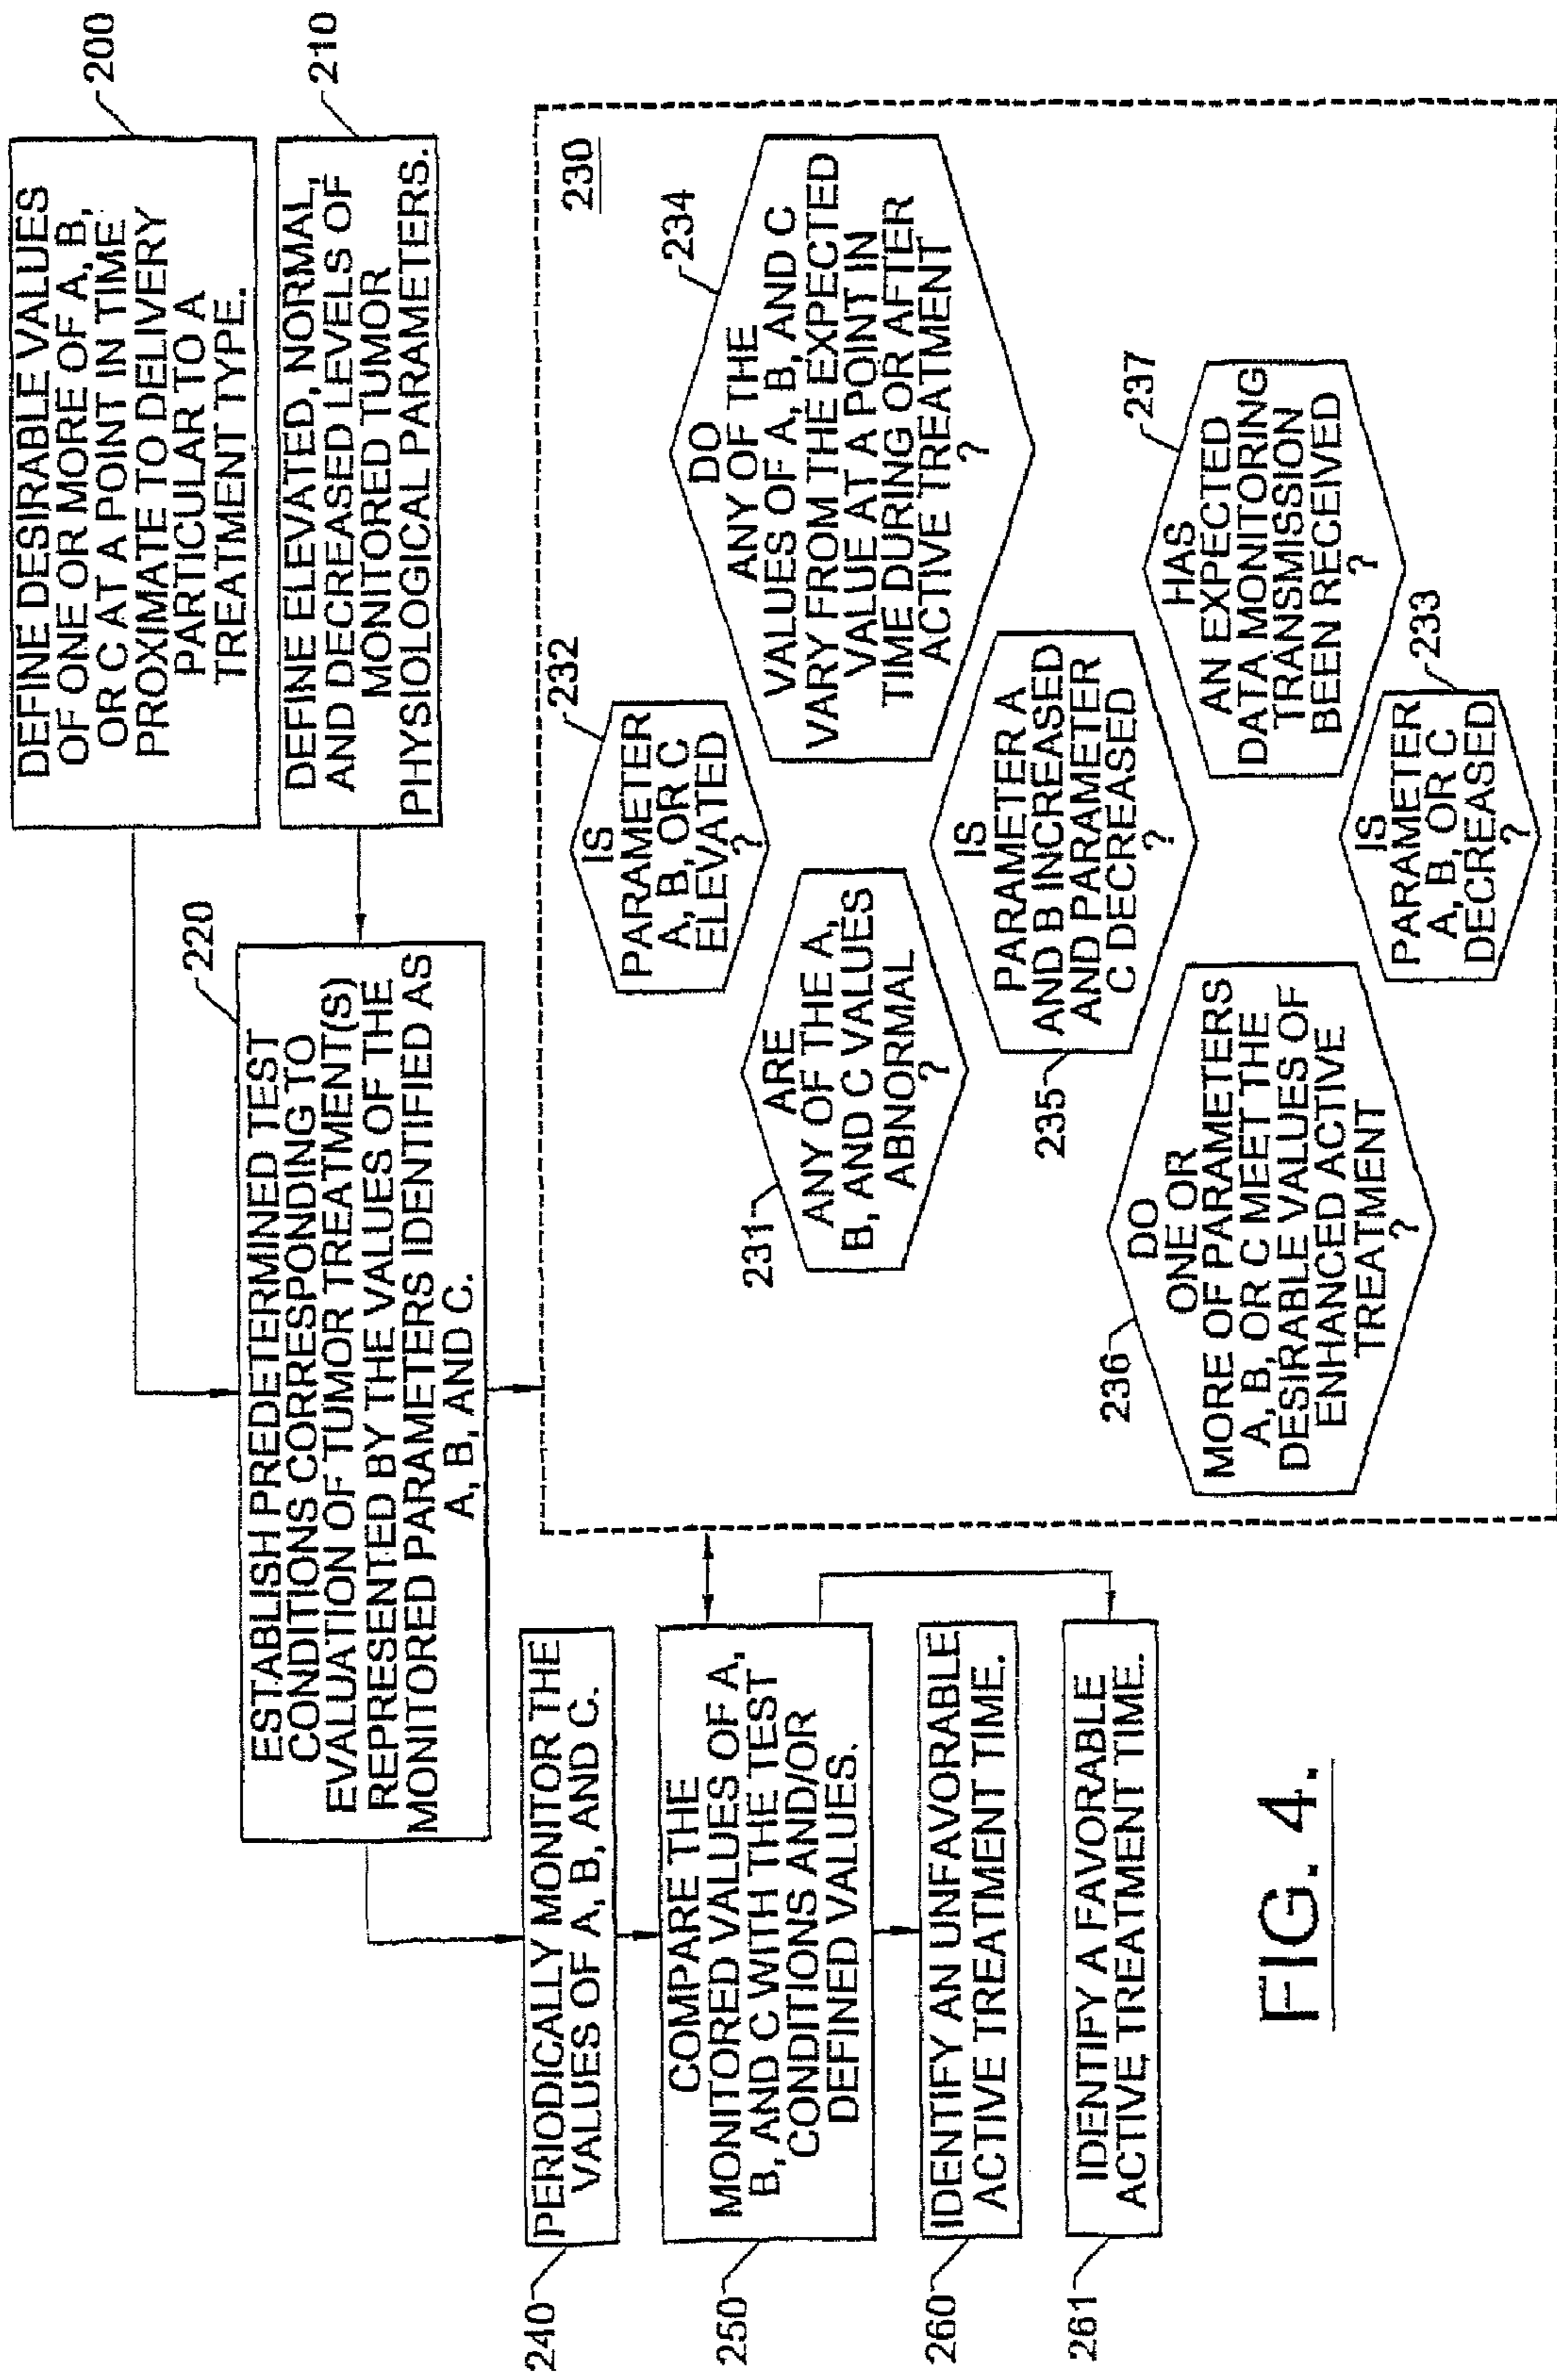 DEFINE DESIRABLE VALUES
OF ONE OR MORE OF A, B,
OR C AT A POINT IN TIME
PROXIMATE TO DELIVERY
PARTICULAR TO A
TREATMENT TYPE.
200
DEFINE ELEVATED, NORMAL,
AND DECREASED LEVELS OF
MONITORED TUMOR
PHYSIOLOGICAL PARAMETERS.
210
220
ESTABLISH PREDETERMINED TEST
CONDITIONS CORRESPONDING TO
EVALUATION OF TUMOR TREATMENT(S)
REPRESENTED BY THE VALUES OF THE
MONITORED PARAMETERS IDENTIFIED AS
A, B, AND C.
230
231
ARE
ANY OF THE A,
B, AND C VALUES
ABNORMAL
?
232
IS
PARAMETER
A, B, OR C
ELEVATED
?
234
DO
ANY OF THE
VALUES OF A, B, AND C
VARY FROM THE EXPECTED
VALUE AT A POINT IN
TIME DURING OR AFTER
ACTIVE TREATMENT
?
235
IS
PARAMETER A
AND B INCREASED
AND PARAMETER
C DECREASED
?
236
DO
ONE OR
MORE OF PARAMETERS
A, B, OR C MEET THE
DESIRABLE VALUES OF
ENHANCED ACTIVE
TREATMENT
?
237
HAS
AN EXPECTED
DATA MONITORING
TRANSMISSION
BEEN RECEIVED
?
233
IS
PARAMETER
A, B, OR C
DECREASED
?
240
PERIODICALLY MONITOR THE
VALUES OF A, B, AND C.
250
COMPARE THE
MONITORED VALUES OF A,
B, AND C WITH THE TEST
CONDITIONS AND/OR
DEFINED VALUES.
260
IDENTIFY AN UNFAVORABLE
ACTIVE TREATMENT TIME.
261
IDENTIFY A FAVORABLE
ACTIVE TREATMENT TIME.
FIG. 4.